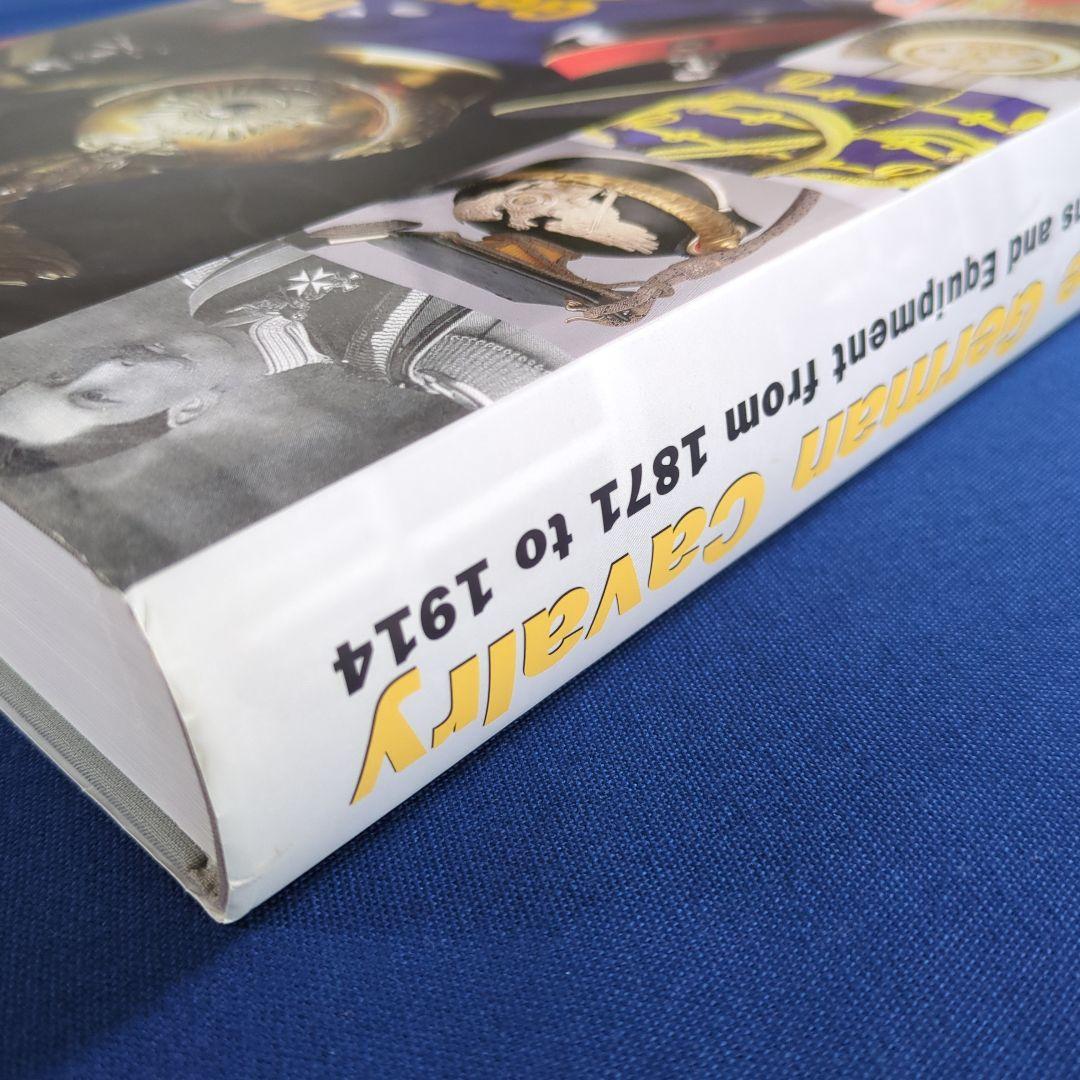 German Cavalry
and Equipment from 1871 to 1914